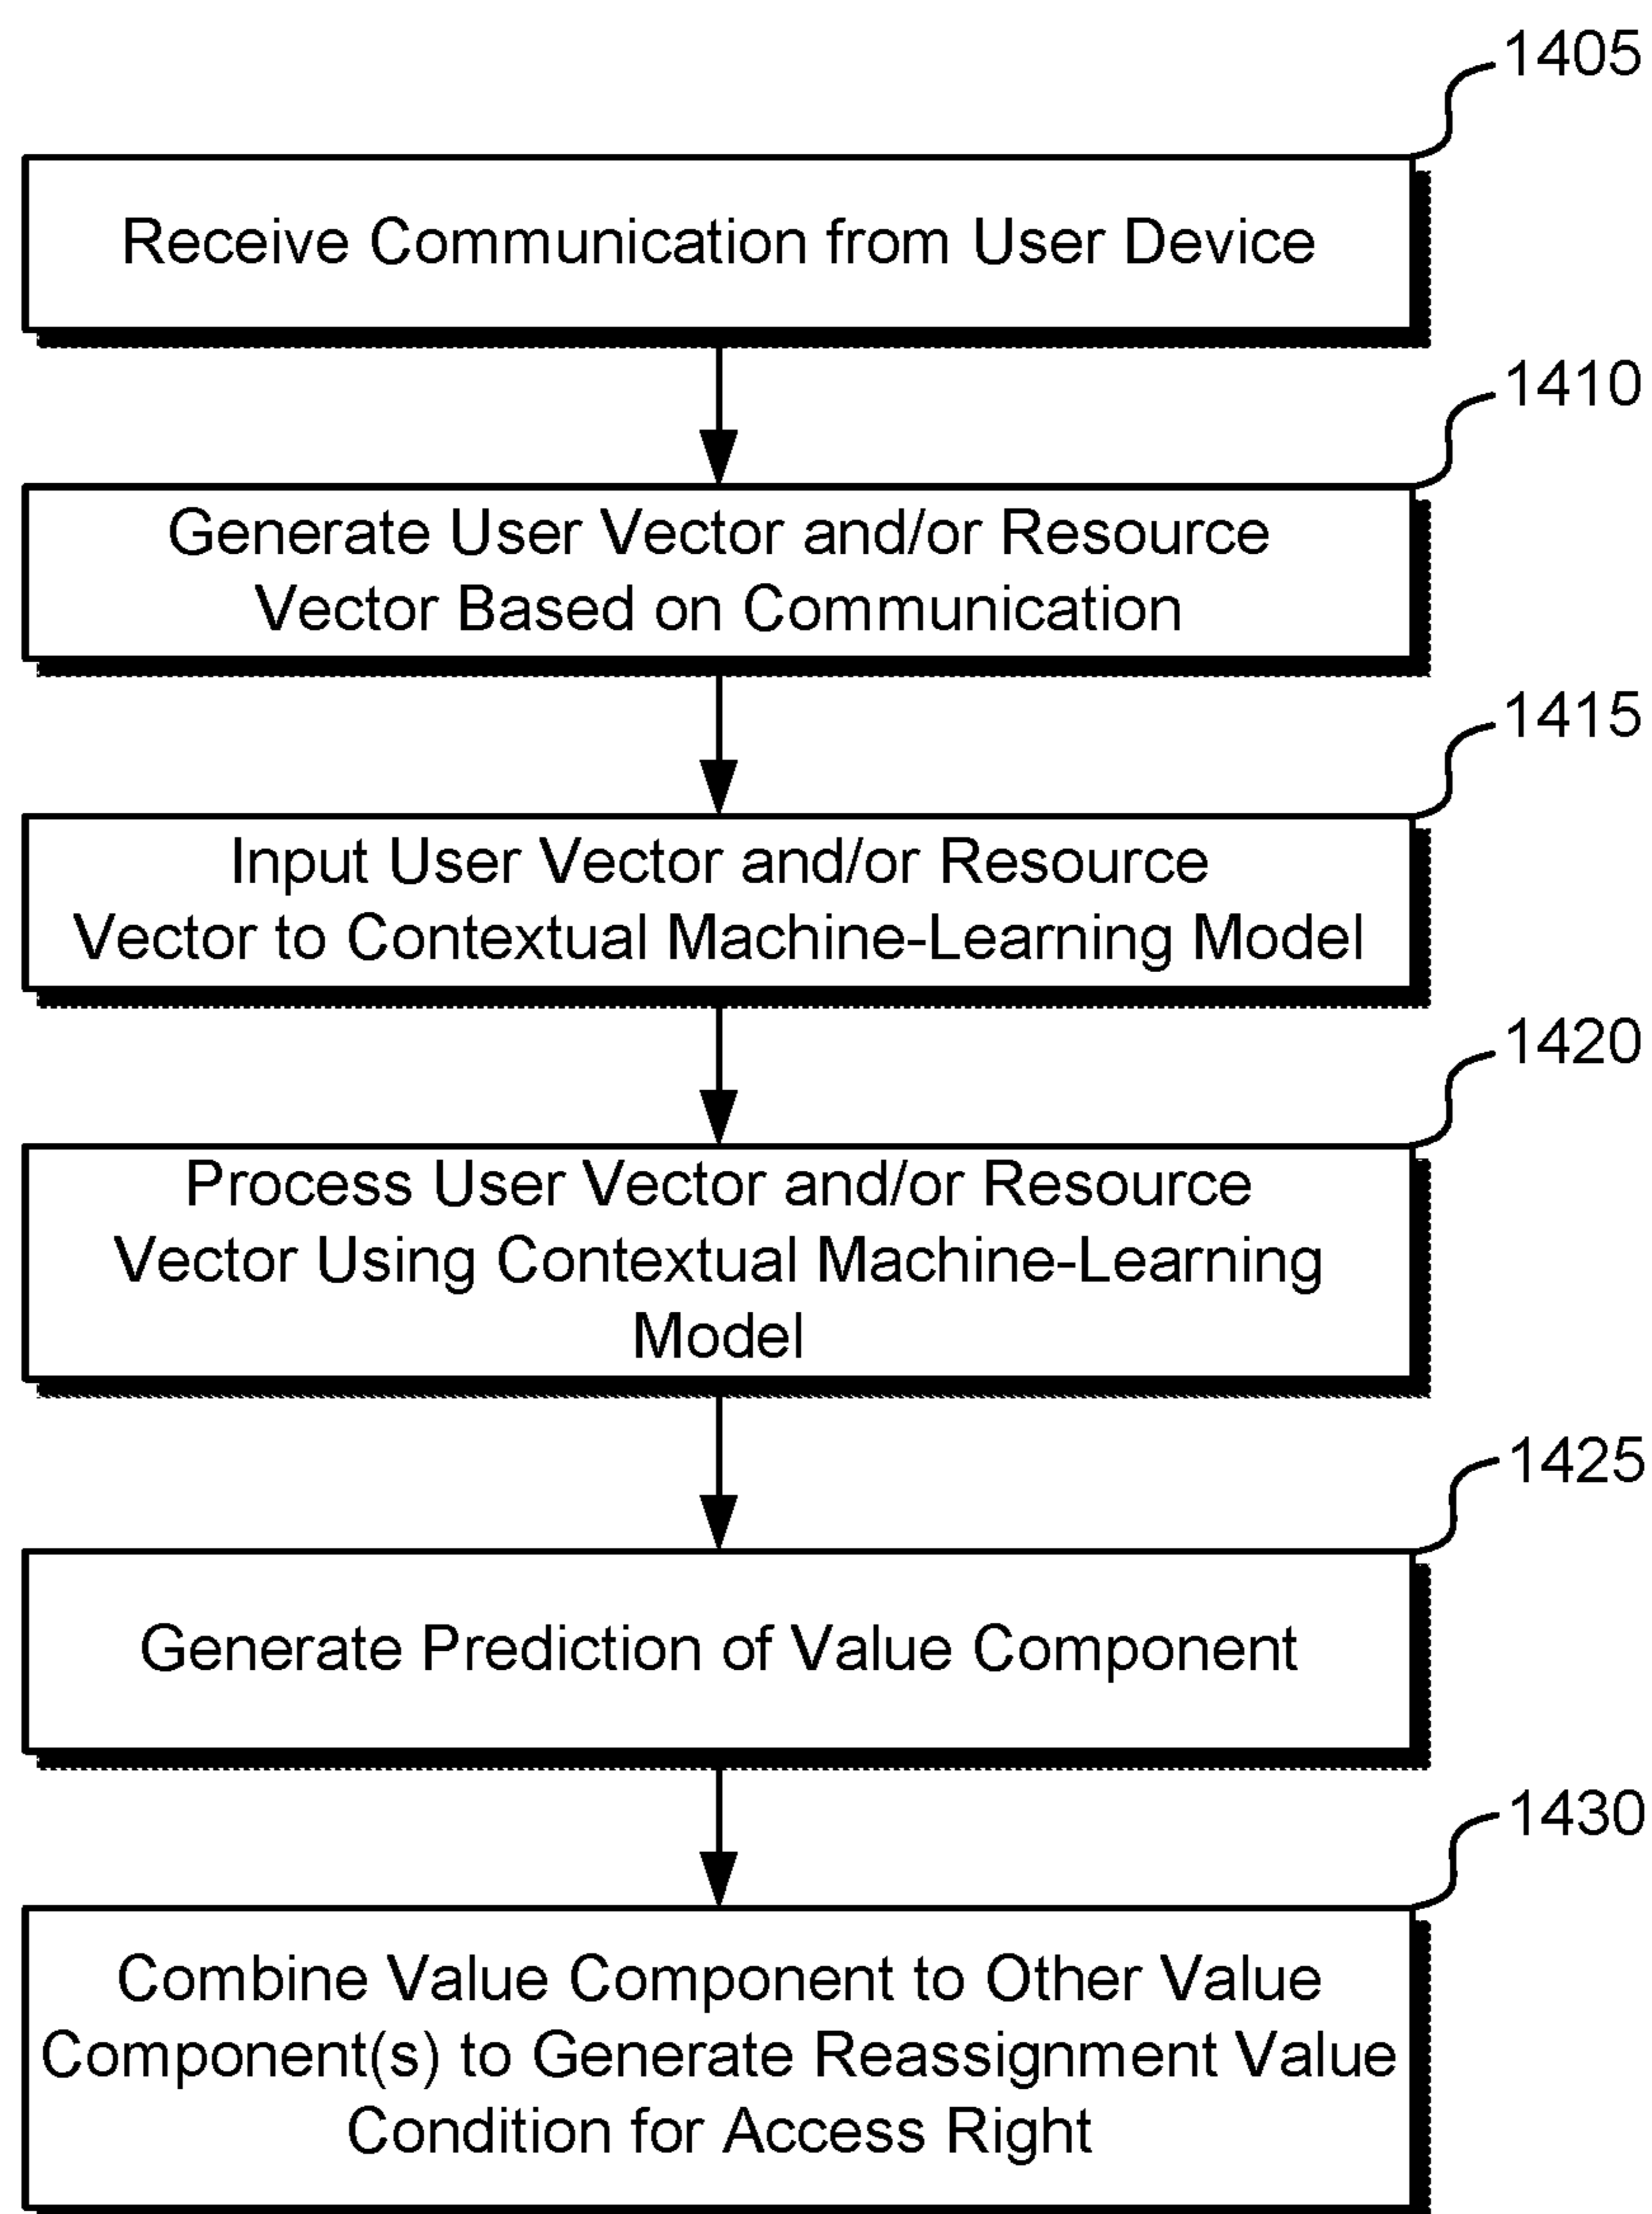 1405
Receive Communication from User Device
1410
Generate User Vector and/or Resource
Vector Based on Communication
1415
Input User Vector and/or Resource
Vector to Contextual Machine-Learning Model
1420
Process User Vector and/or Resource
Vector Using Contextual Machine-Learning
Model
1425
Generate Prediction of Value Component
1430
Combine Value Component to Other Value
Component(s) to Generate Reassignment Value
Condition for Access Right